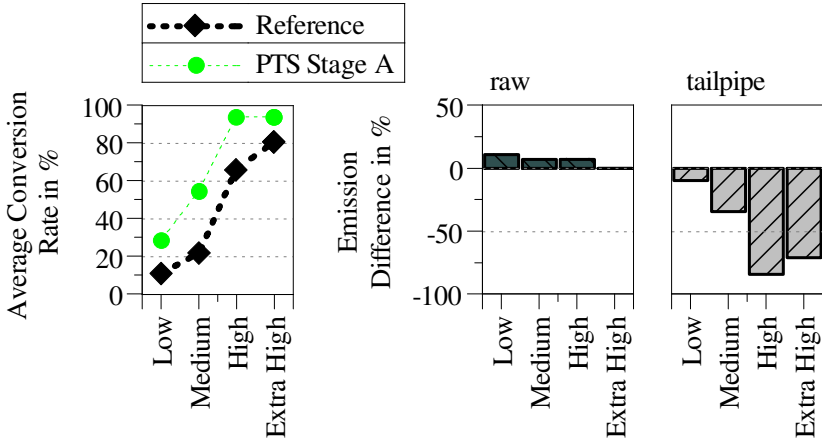 Reference
PTS Stage A
Average Conversion
Rate in %
100
80
60
40
20
0
Low
Medium
High
Extra High
Emission
Difference in %
raw
50
0
-50
-100
Low
Medium
High
Extra High
tailpipe
Low
Medium
High
Extra High